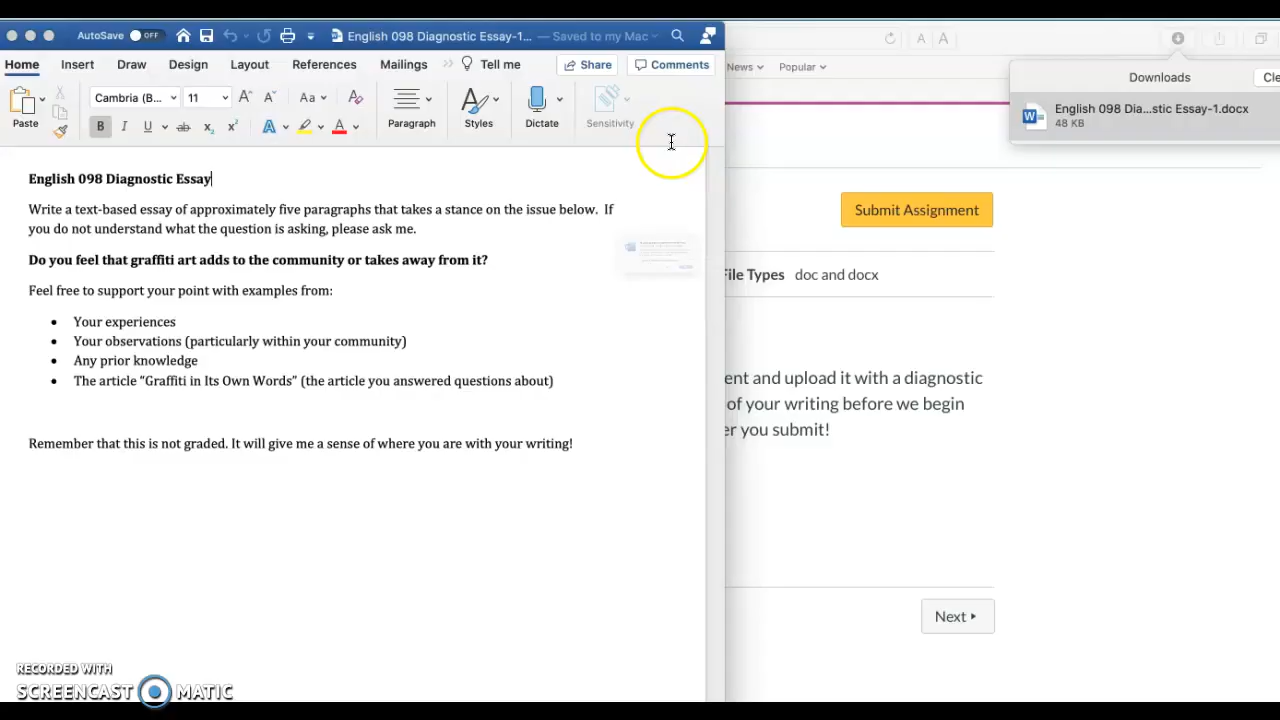 AutoSave OFF English 098 Diagnostic Essay-1... — Saved to my Mac
Home Insert Draw Design Layout References Mailings Tell me Share Comments
Paste Cambria (B... 11 Aa Paragraph Styles Dictate Sensitivity
English 098 Diagnostic Essay
Write a text-based essay of approximately five paragraphs that takes a stance on the issue below. If
you do not understand what the question is asking, please ask me.
Do you feel that graffiti art adds to the community or takes away from it?
Feel free to support your point with examples from:
• Your experiences
• Your observations (particularly within your community)
• Any prior knowledge
• The article “Graffiti in Its Own Words” (the article you answered questions about)
Remember that this is not graded. It will give me a sense of where you are with your writing!
RECORDED WITH
SCREENCAST MATIC
News Popular
Downloads Cle
English 098 Dia...stic Essay-1.docx
48 KB
Submit Assignment
File Types doc and docx
ent and upload it with a diagnostic
of your writing before we begin
er you submit!
Next